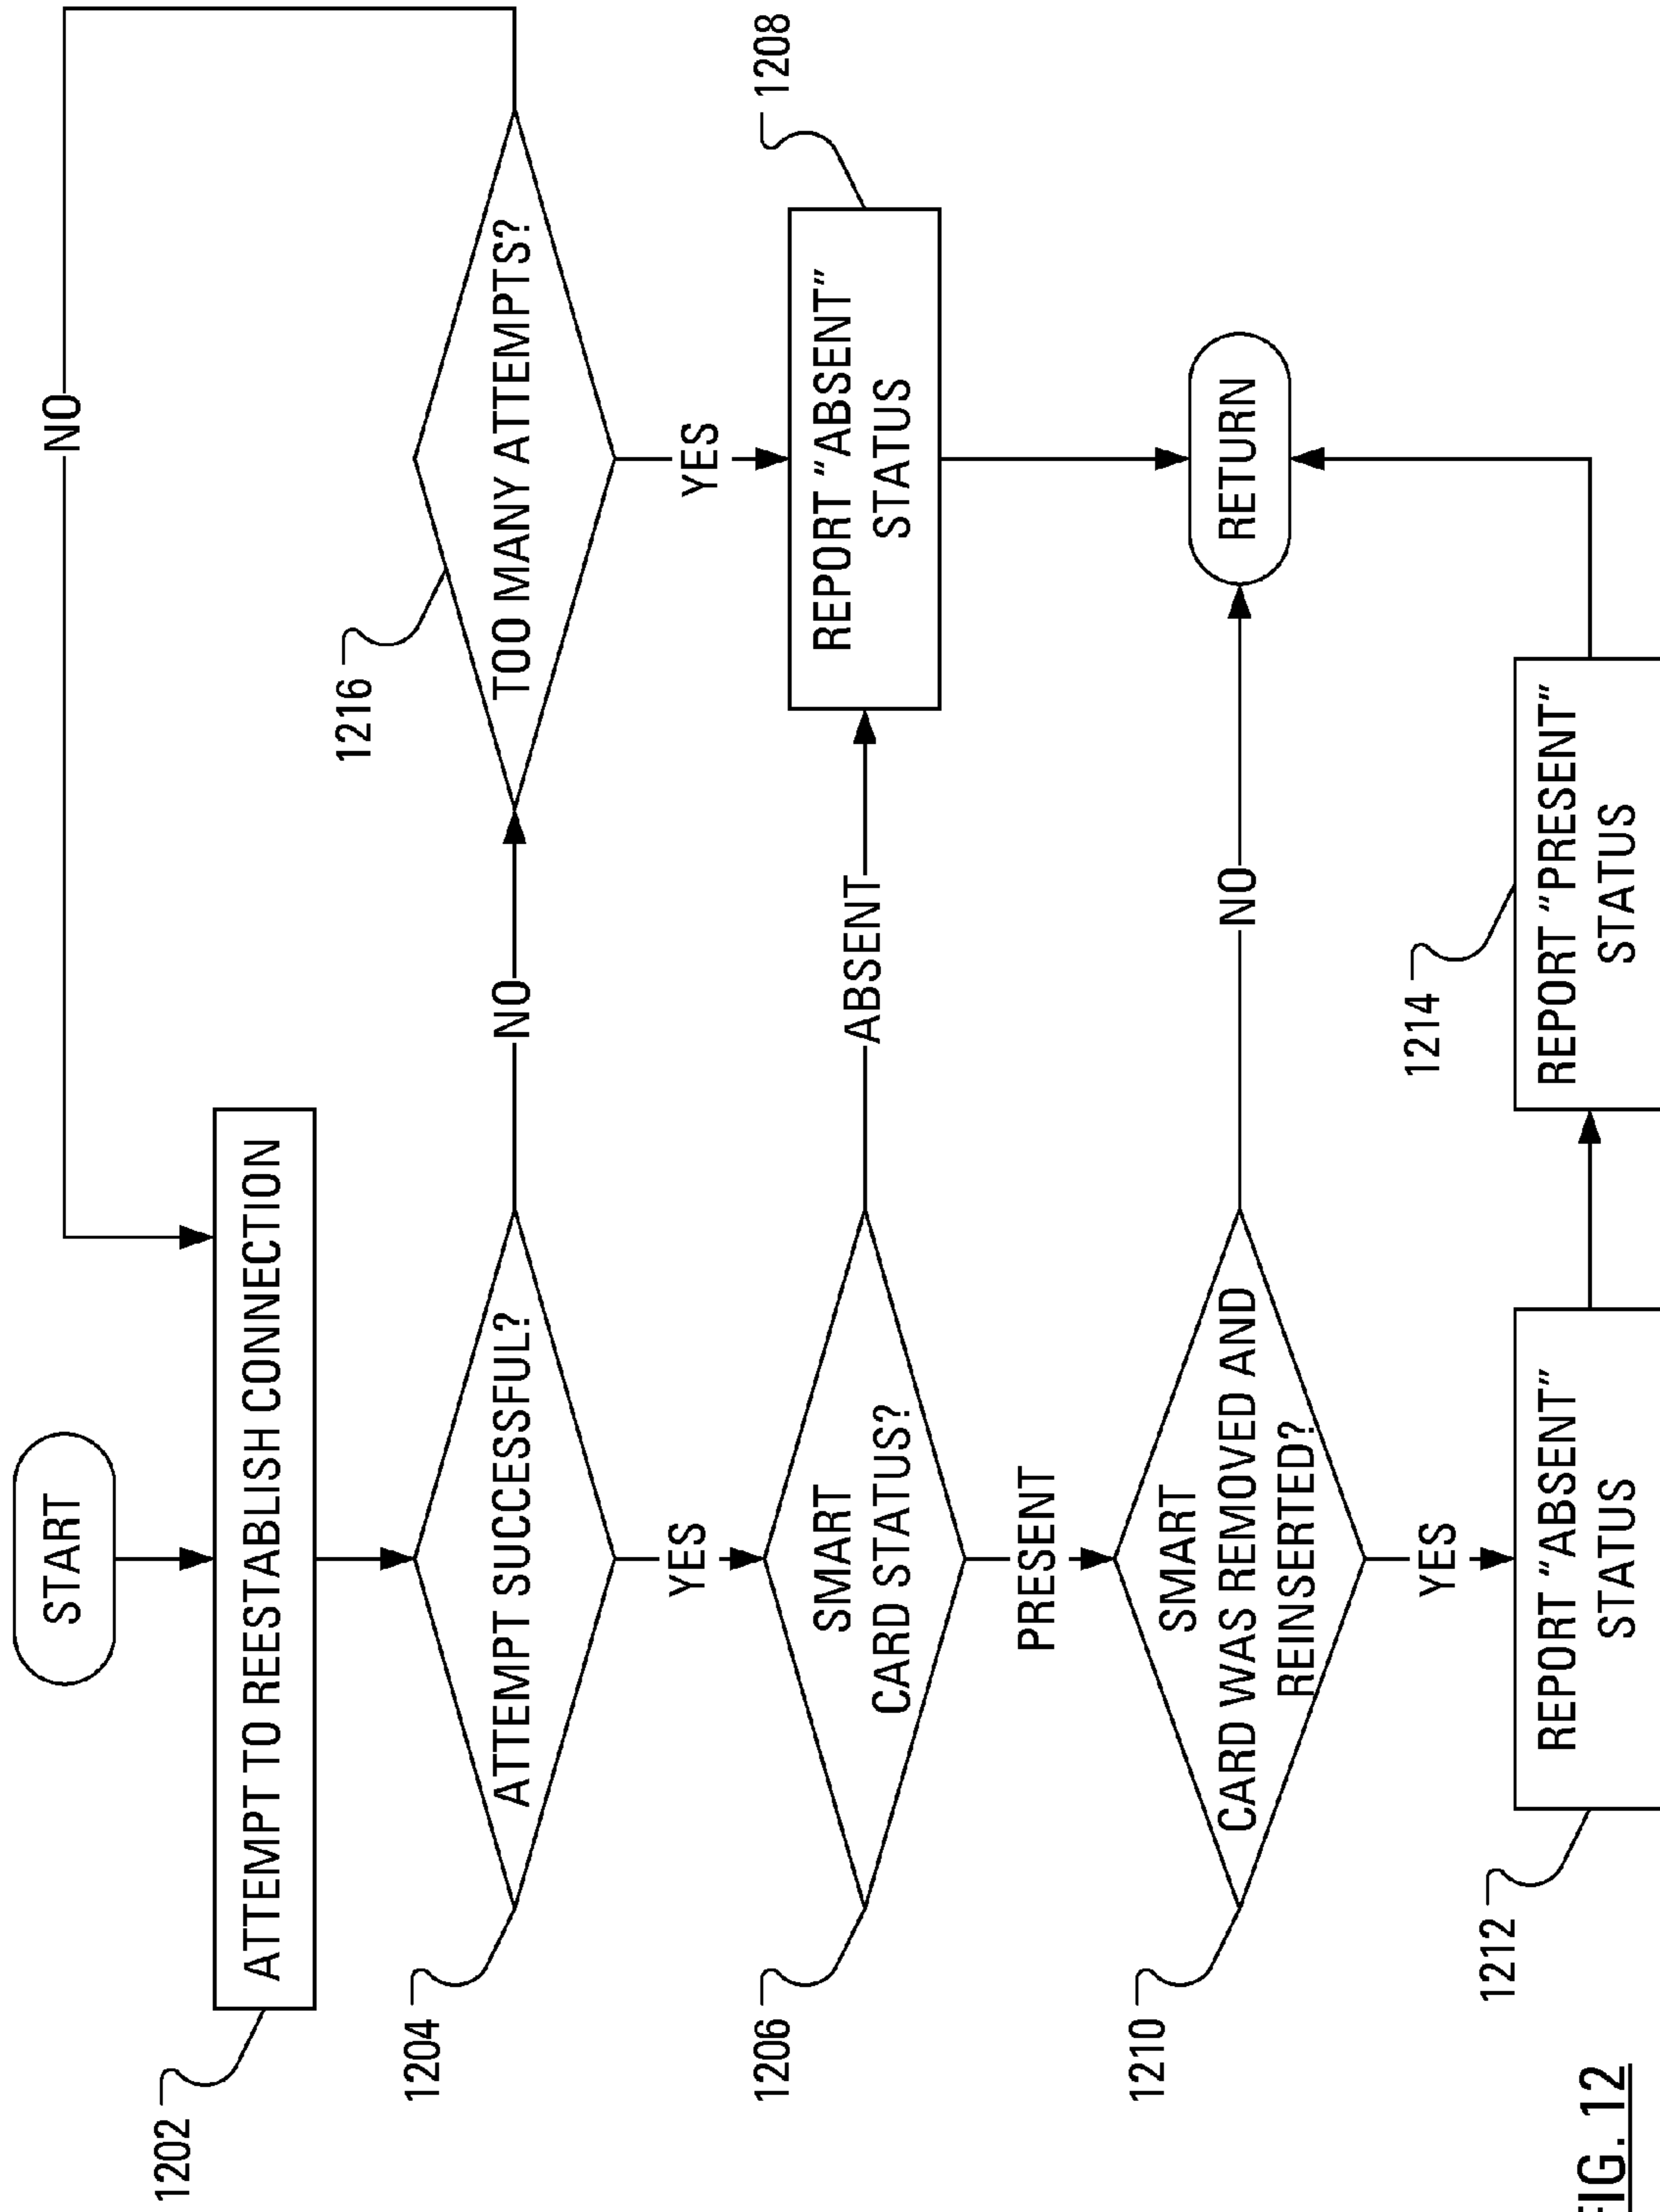 START
1202
ATTEMPT TO REESTABLISH CONNECTION
NO
1204
ATTEMPT SUCCESSFUL?
NO
1216
TOO MANY ATTEMPTS?
YES
YES
1206
SMART
CARD STATUS?
ABSENT
1208
REPORT "ABSENT"
STATUS
PRESENT
1210
SMART
CARD WAS REMOVED AND
REINSERTED?
NO
RETURN
YES
1212
REPORT "ABSENT"
STATUS
1214
REPORT "PRESENT"
STATUS
FIG. 12